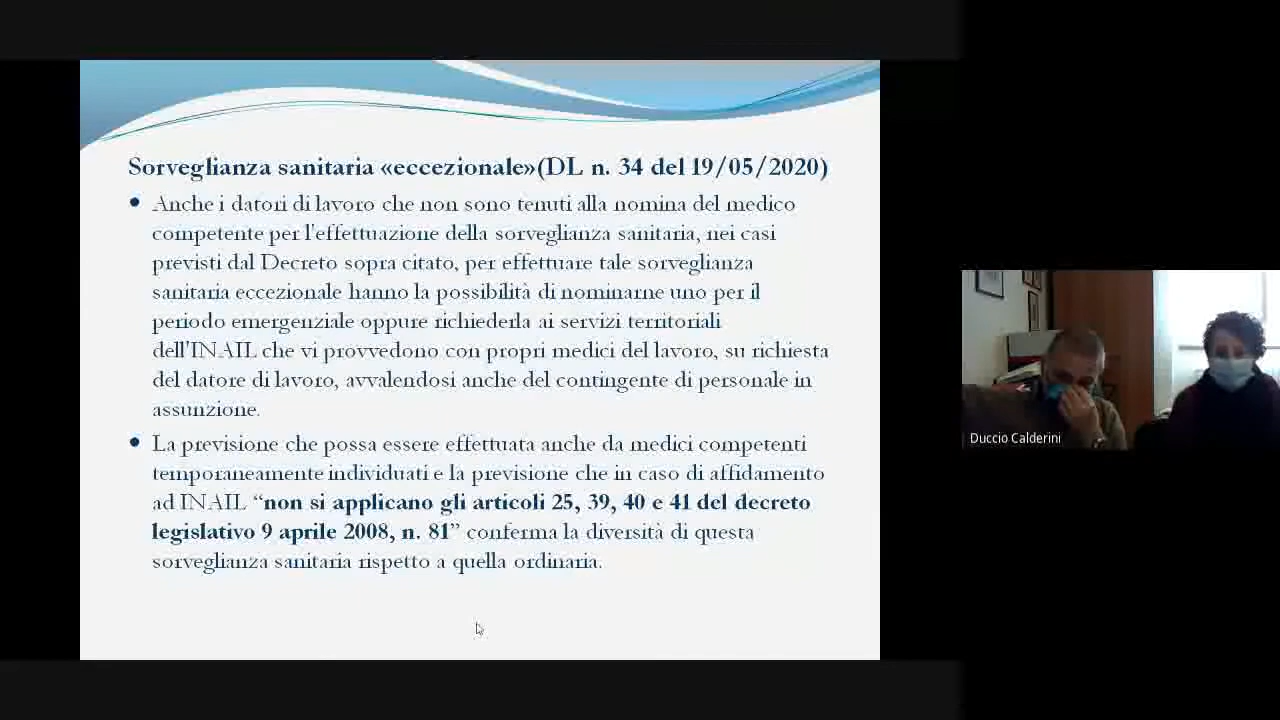 Sorveglianza sanitaria «eccezionale»(DL n. 34 del 19/05/2020)
• Anche i datori di lavoro che non sono tenuti alla nomina del medico
competente per l'effettuazione della sorveglianza sanitaria, nei casi
previsti dal Decreto sopra citato, per effettuare tale sorveglianza
sanitaria eccezionale hanno la possibilità di nominarne uno per il
periodo emergenziale oppure richiederla ai servizi territoriali
dell'INAIL che vi provvedono con propri medici del lavoro, su richiesta
del datore di lavoro, avvalendosi anche del contingente di personale in
assunzione.
• La previsione che possa essere effettuata anche da medici competenti
temporaneamente individuati e la previsione che in caso di affidamento
ad INAIL “non si applicano gli articoli 25, 39, 40 e 41 del decreto
legislativo 9 aprile 2008, n. 81” conferma la diversità di questa
sorveglianza sanitaria rispetto a quella ordinaria.
Duccio Calderini